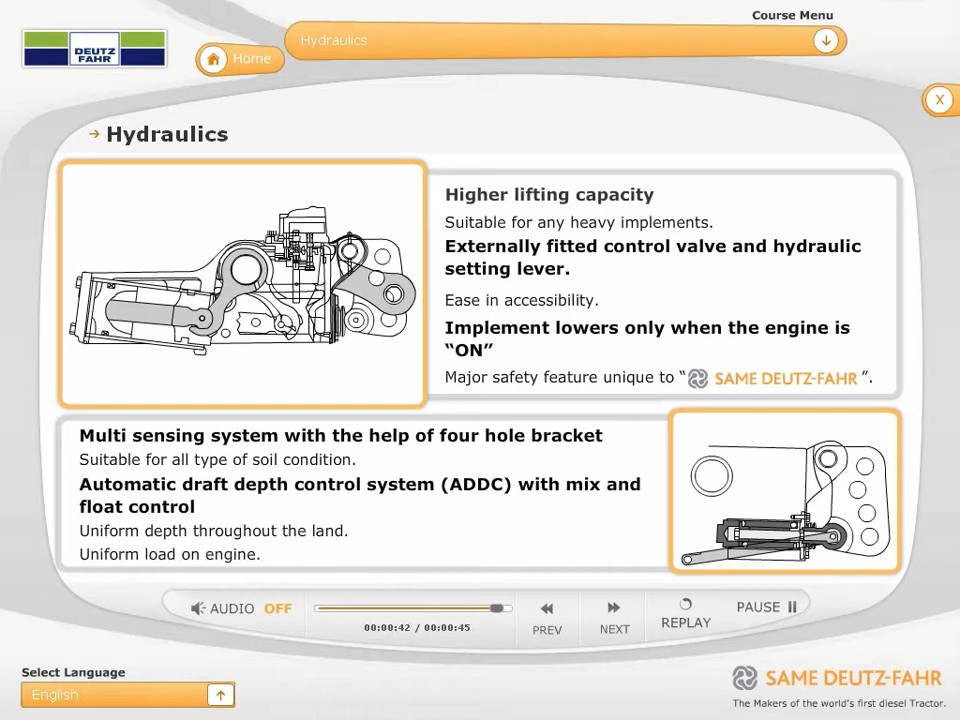 Course Menu
DEUTZ
FAHR
Home
Hydraulics
X
Hydraulics
Higher lifting capacity
Suitable for any heavy implements.
Externally fitted control valve and hydraulic
setting lever.
Ease in accessibility.
Implement lowers only when the engine is
“ON”
Major safety feature unique to “ SAME DEUTZ-FAHR ”.
Multi sensing system with the help of four hole bracket
Suitable for all type of soil condition.
Automatic draft depth control system (ADDC) with mix and
float control
Uniform depth throughout the land.
Uniform load on engine.
AUDIO OFF
00:00:42 / 00:00:45
PREV
NEXT
REPLAY
PAUSE
Select Language
English
SAME DEUTZ-FAHR
The Makers of the world's first diesel Tractor.